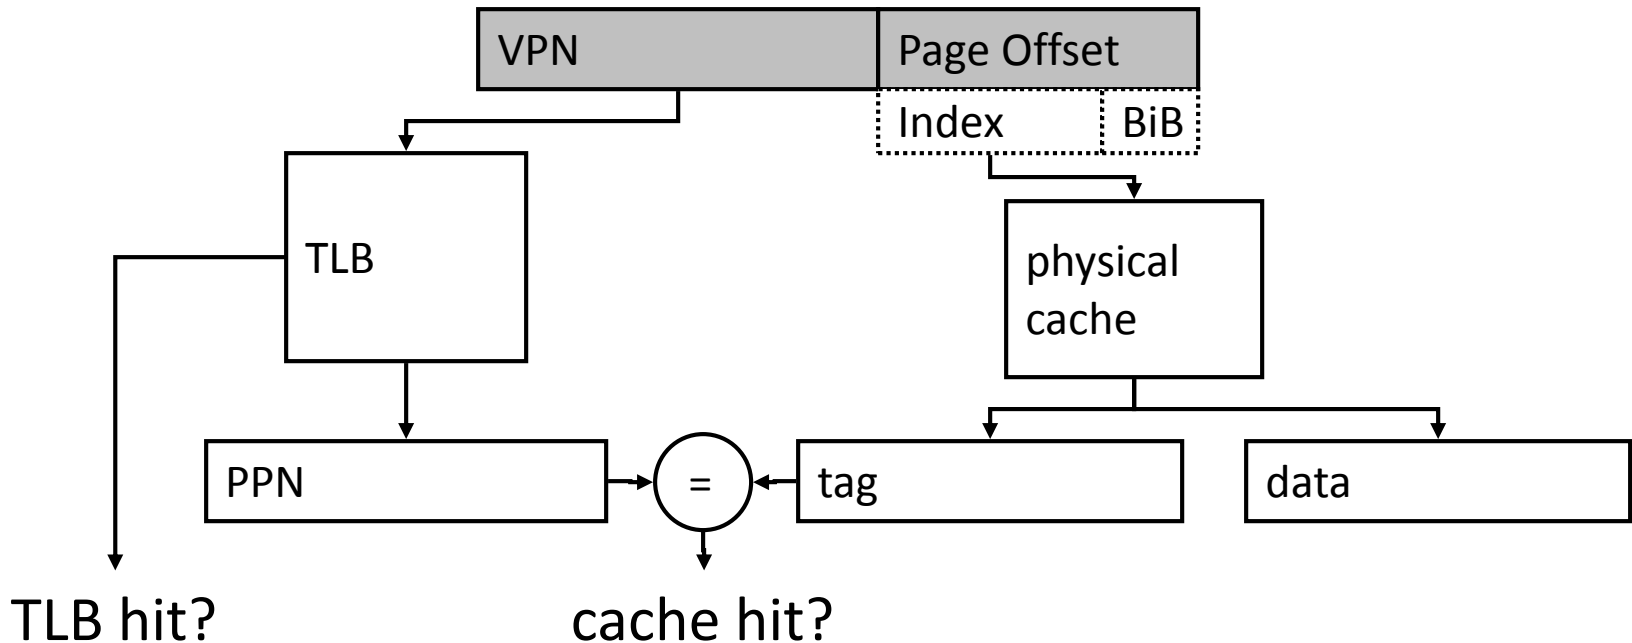 VPN
Page Offset
Index
BiB
TLB
physical
cache
PPN
=
tag
data
TLB hit?
cache hit?